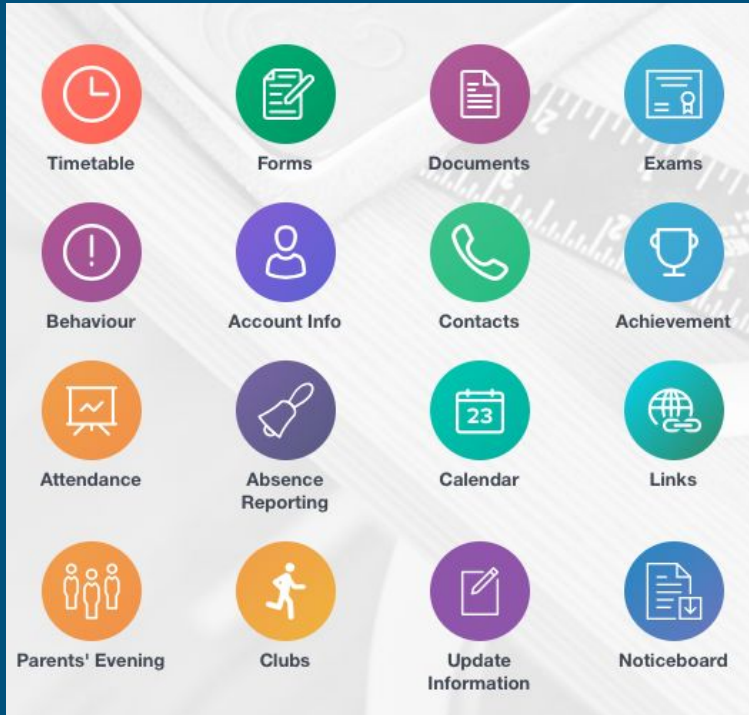 Timetable
Forms
Documents
Exams
Behaviour
Account Info
Contacts
Achievement
23
Attendance
Absence
Reporting
Calendar
Links
Parents' Evening
Clubs
Update
Information
Noticeboard